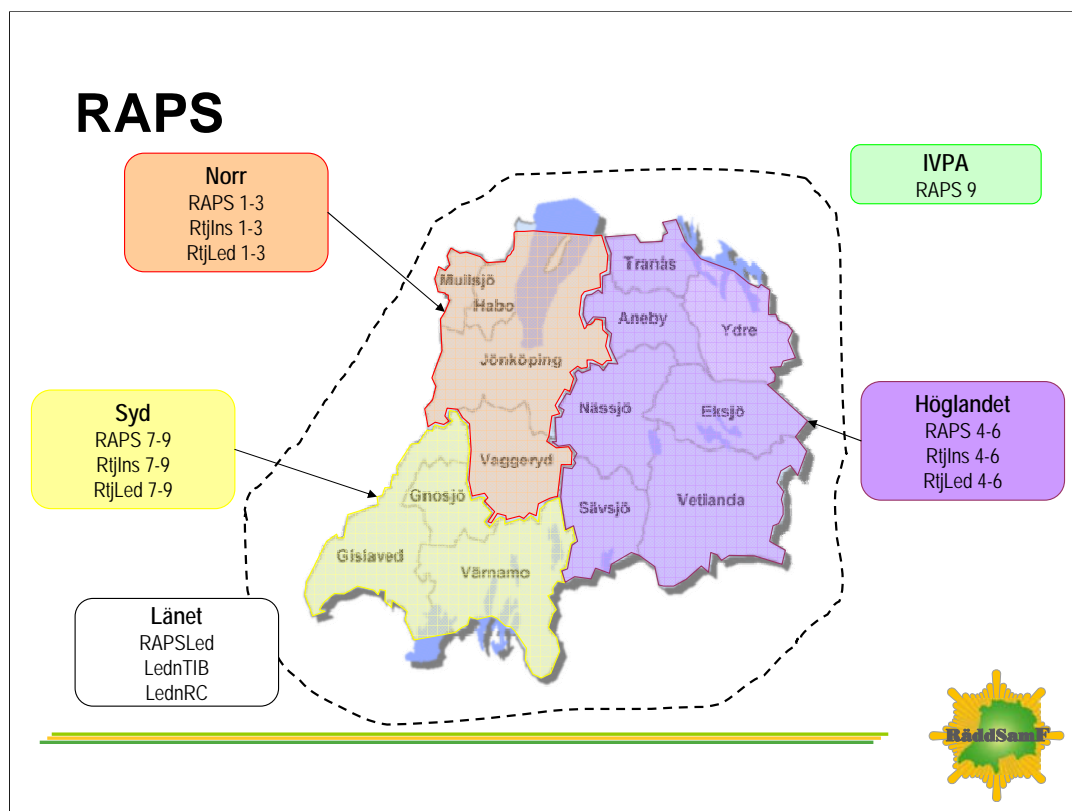 RAPS
Norr
RAPS 1-3
RtjIns 1-3
RtjLed 1-3
IVPA
RAPS 9
Syd
RAPS 7-9
RtjIns 7-9
RtjLed 7-9
Höglandet
RAPS 4-6
RtjIns 4-6
RtjLed 4-6
Länet
RAPSLed
LednTIB
LednRC
Mullsjö
Habo
Jönköping
Vaggeryd
Gnosjö
Gislaved
Värnamo
Tranås
Aneby
Ydre
Nässjö
Eksjö
Sävsjö
Vetlanda
RäddSamF